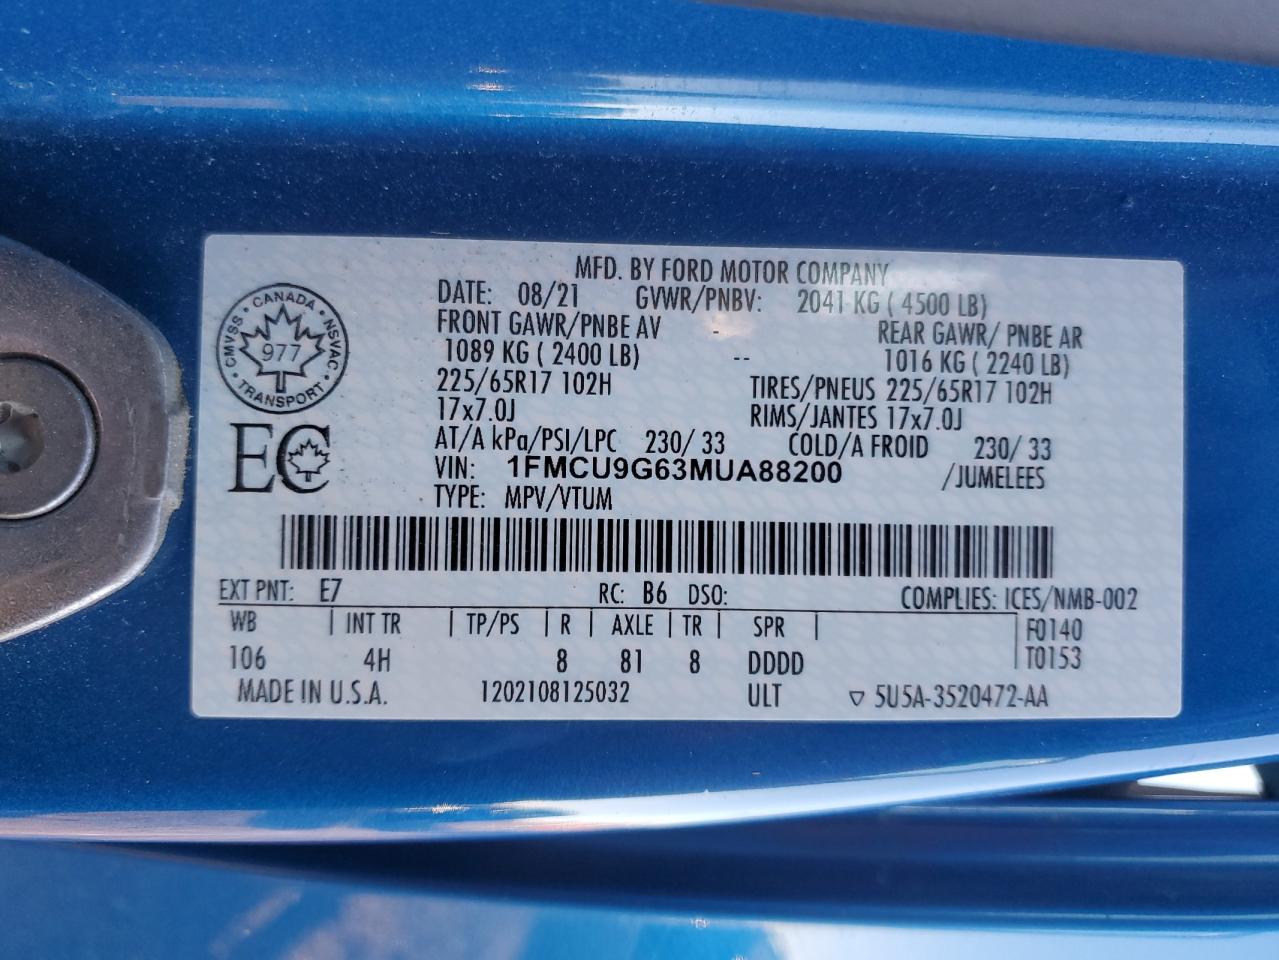 MFD. BY FORD MOTOR COMPANY
DATE: 08/21 GVWR/PNBV: 2041 KG ( 4500 LB)
FRONT GAWR/PNBE AV - REAR GAWR/ PNBE AR
1089 KG ( 2400 LB) -- 1016 KG ( 2240 LB)
225/65R17 102H TIRES/PNEUS 225/65R17 102H
17x7.0J RIMS/JANTES 17x7.0J
AT/A kPa/PSI/LPC 230/ 33 COLD/A FROID 230/ 33
VIN: 1FMCU9G63MUA88200 /JUMELEES
TYPE: MPV/VTUM
CANADA
CMVSS · NSVAC
977
TRANSPORT
EC
EXT PNT: E7 RC: B6 DSO: COMPLIES: ICES/NMB-002
WB | INT TR | TP/PS | R | AXLE | TR | SPR | F0140
106 4H 8 81 8 DDDD T0153
MADE IN U.S.A. 1202108125032 ULT ▽ 5U5A-3520472-AA